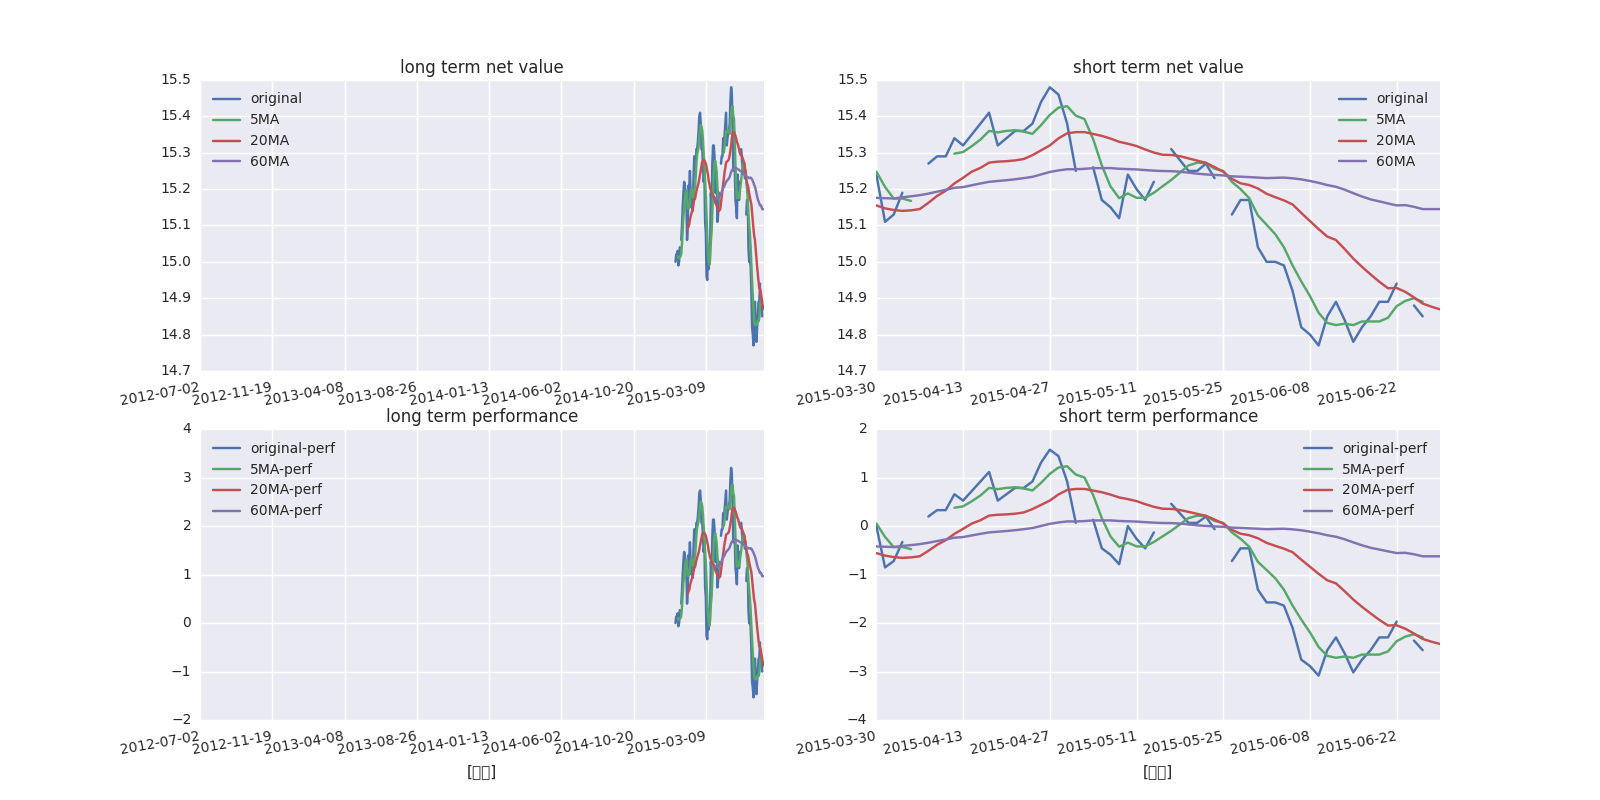 long term net value
15.5
15.4
15.3
15.2
15.1
15.0
14.9
14.8
14.7
original
5MA
20MA
60MA
2012-07-02 2012-11-19 2013-04-08 2013-08-26 2014-01-13 2014-06-02 2014-10-20 2015-03-09
short term net value
15.5
15.4
15.3
15.2
15.1
15.0
14.9
14.8
14.7
original
5MA
20MA
60MA
2015-03-30 2015-04-13 2015-04-27 2015-05-11 2015-05-25 2015-06-08 2015-06-22
long term performance
4
3
2
1
0
−1
−2
original-perf
5MA-perf
20MA-perf
60MA-perf
2012-07-02 2012-11-19 2013-04-08 2013-08-26 2014-01-13 2014-06-02 2014-10-20 2015-03-09
short term performance
2
1
0
−1
−2
−3
−4
original-perf
5MA-perf
20MA-perf
60MA-perf
2015-03-30 2015-04-13 2015-04-27 2015-05-11 2015-05-25 2015-06-08 2015-06-22